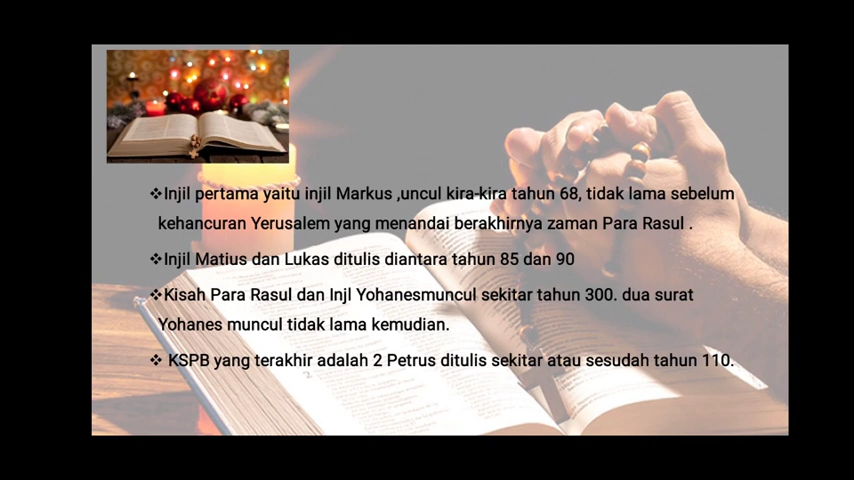 ❖Injil pertama yaitu injil Markus ,uncul kira-kira tahun 68, tidak lama sebelum
kehancuran Yerusalem yang menandai berakhirnya zaman Para Rasul .
❖Injil Matius dan Lukas ditulis diantara tahun 85 dan 90
❖Kisah Para Rasul dan Injl Yohanesmuncul sekitar tahun 300. dua surat
Yohanes muncul tidak lama kemudian.
❖ KSPB yang terakhir adalah 2 Petrus ditulis sekitar atau sesudah tahun 110.